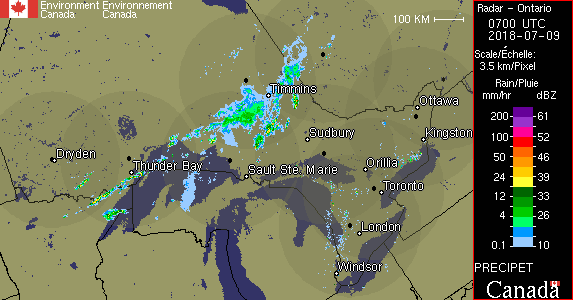 Environment Environnement
Canada Canada
100 KM
Timmins
Ottawa
Sudbury
Kingston
Dryden
Thunder Bay
Sault Ste. Marie
Orillia
Toronto
London
Windsor
Radar - Ontario
0700 UTC
2018-07-09
Scale/Échelle:
3.5 km/Pixel
Rain/Pluie
mm/hr dBZ
200 61
100 52
50 46
24 39
12 33
4 26
0.1 10
PRECIPET
Canada